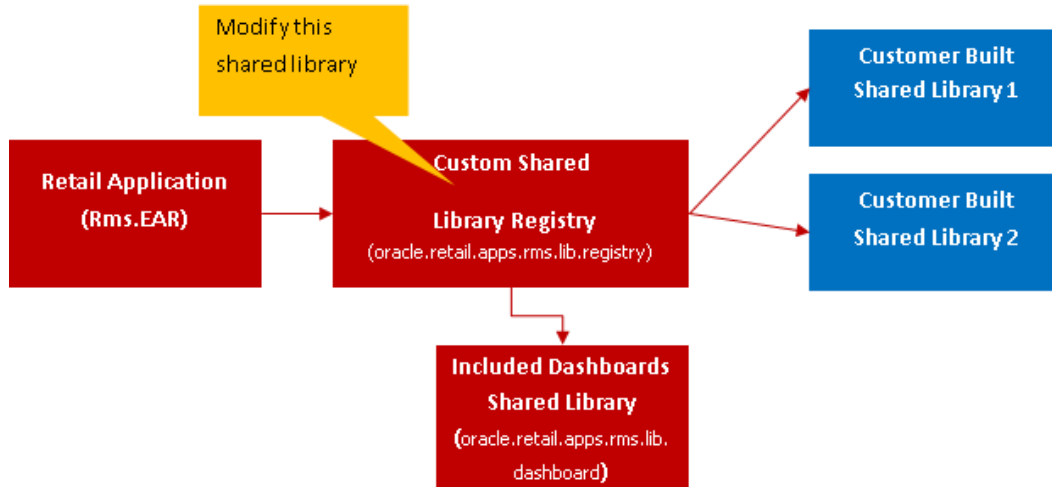 Modify this
shared library
Retail Application
(Rms.EAR)
Custom Shared
Library Registry
(oracle.retail.apps.rms.lib.registry)
Customer Built
Shared Library 1
Customer Built
Shared Library 2
Included Dashboards
Shared Library
(oracle.retail.apps.rms.lib.
dashboard)